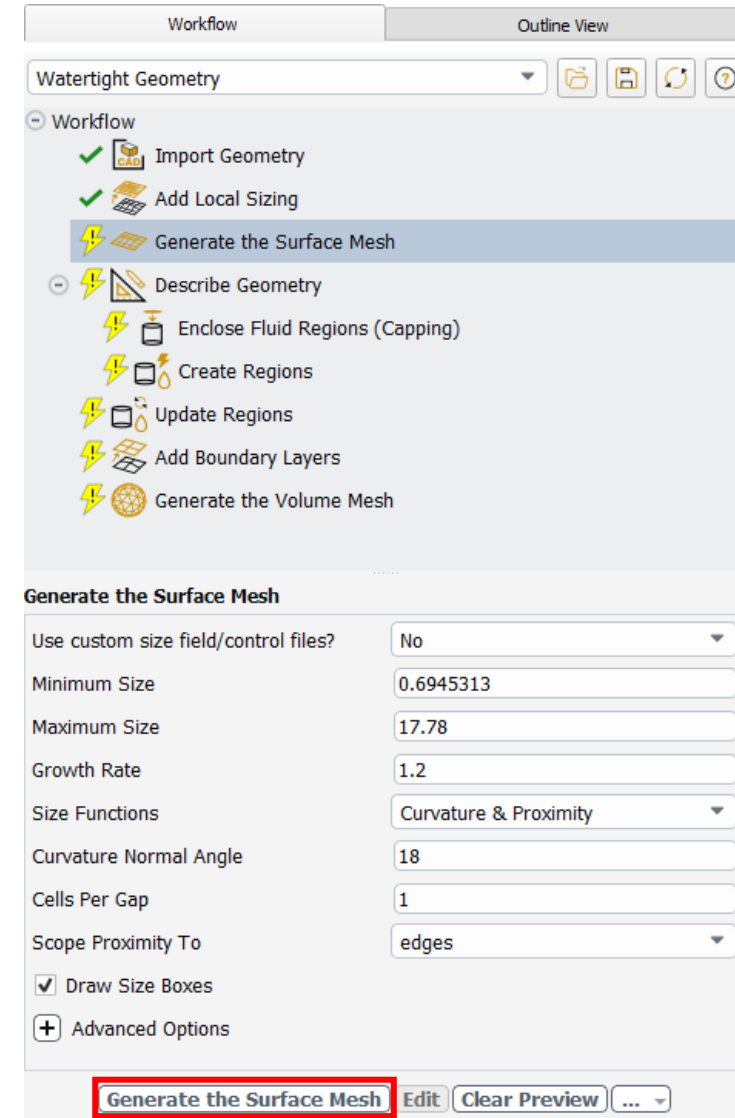 Workflow
Outline View
Watertight Geometry
Workflow
CAD Import Geometry
Add Local Sizing
Generate the Surface Mesh
Describe Geometry
Enclose Fluid Regions (Capping)
Create Regions
Update Regions
Add Boundary Layers
Generate the Volume Mesh
Generate the Surface Mesh
Use custom size field/control files? No
Minimum Size 0.6945313
Maximum Size 17.78
Growth Rate 1.2
Size Functions Curvature & Proximity
Curvature Normal Angle 18
Cells Per Gap 1
Scope Proximity To edges
Draw Size Boxes
Advanced Options
Generate the Surface Mesh Edit Clear Preview ...